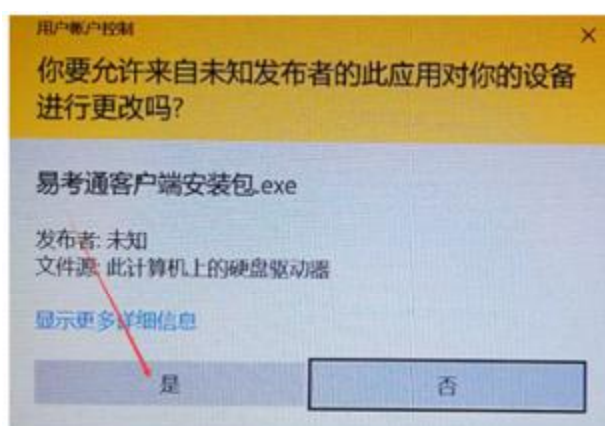 用户帐户控制
你要允许来自未知发布者的此应用对你的设备
进行更改吗?
易考通客户端安装包.exe
发布者: 未知
文件源: 此计算机上的硬盘驱动器
显示更多详细信息
是
否